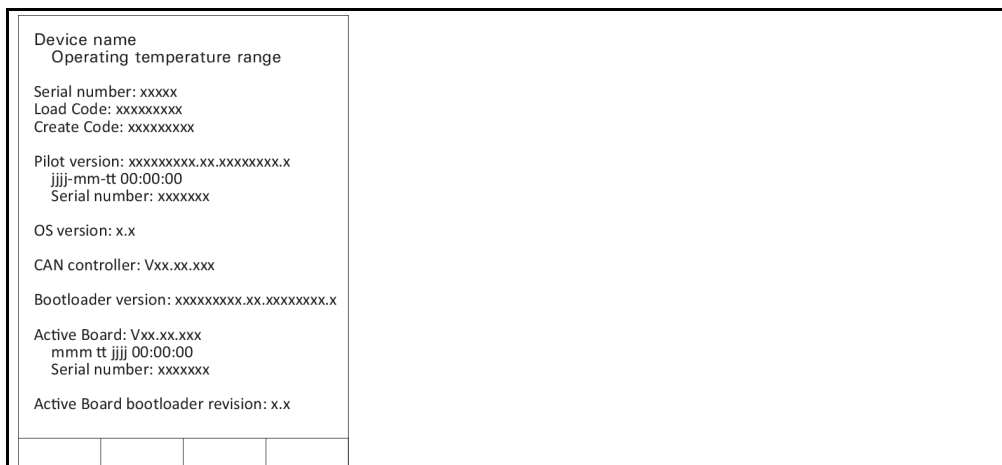 Device name
Operating temperature range
Serial number: xxxxx
Load Code: xxxxxxxxx
Create Code: xxxxxxxxx
Pilot version: xxxxxxxxx.xx.xxxxxxxx.x
jjjj-mm-tt 00:00:00
Serial number: xxxxxxx
OS version: x.x
CAN controller: Vxx.xx.xxx
Bootloader version: xxxxxxxxx.xx.xxxxxxxx.x
Active Board: Vxx.xx.xxx
mmm tt jjjj 00:00:00
Serial number: xxxxxxx
Active Board bootloader revision: x.x